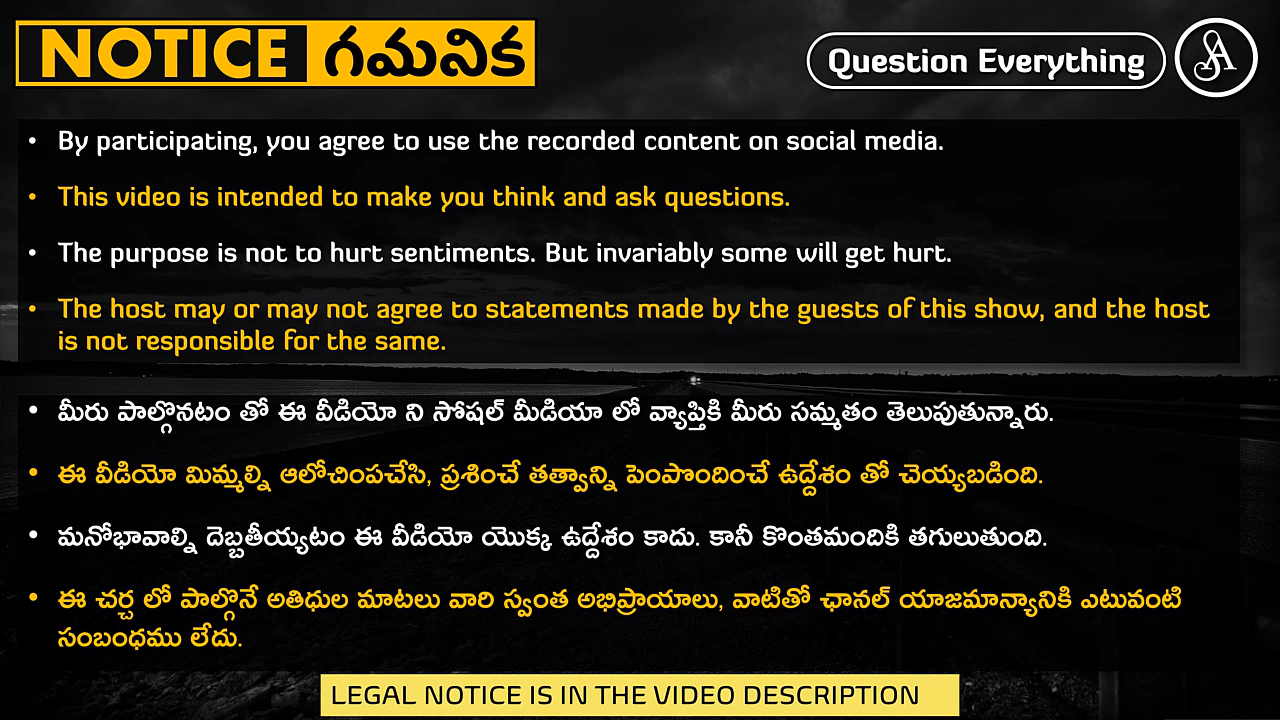 NOTICE గమనిక
Question Everything
• By participating, you agree to use the recorded content on social media.
• This video is intended to make you think and ask questions.
• The purpose is not to hurt sentiments. But invariably some will get hurt.
• The host may or may not agree to statements made by the guests of this show, and the host
is not responsible for the same.
• మీరు పాల్గొనటం తో ఈ వీడియో ని సోషల్ మీడియా లో వ్యాప్తికి మీరు సమ్మతం తెలుపుతున్నారు.
• ఈ వీడియో మిమ్మల్ని ఆలోచింపచేసి, ప్రశించే తత్వాన్ని పెంపొందించే ఉద్దేశం తో చెయ్యబడింది.
• మనోభావాల్ని దెబ్బతీయ్యటం ఈ వీడియో యొక్క ఉద్దేశం కాదు. కానీ కొంతమందికి తగులుతుంది.
• ఈ చర్చ లో పాల్గొనే అతిధుల మాటలు వారి స్వంత అభిప్రాయాలు, వాటితో ఛానల్ యాజమాన్యానికి ఎటువంటి
సంబంధము లేదు.
LEGAL NOTICE IS IN THE VIDEO DESCRIPTION